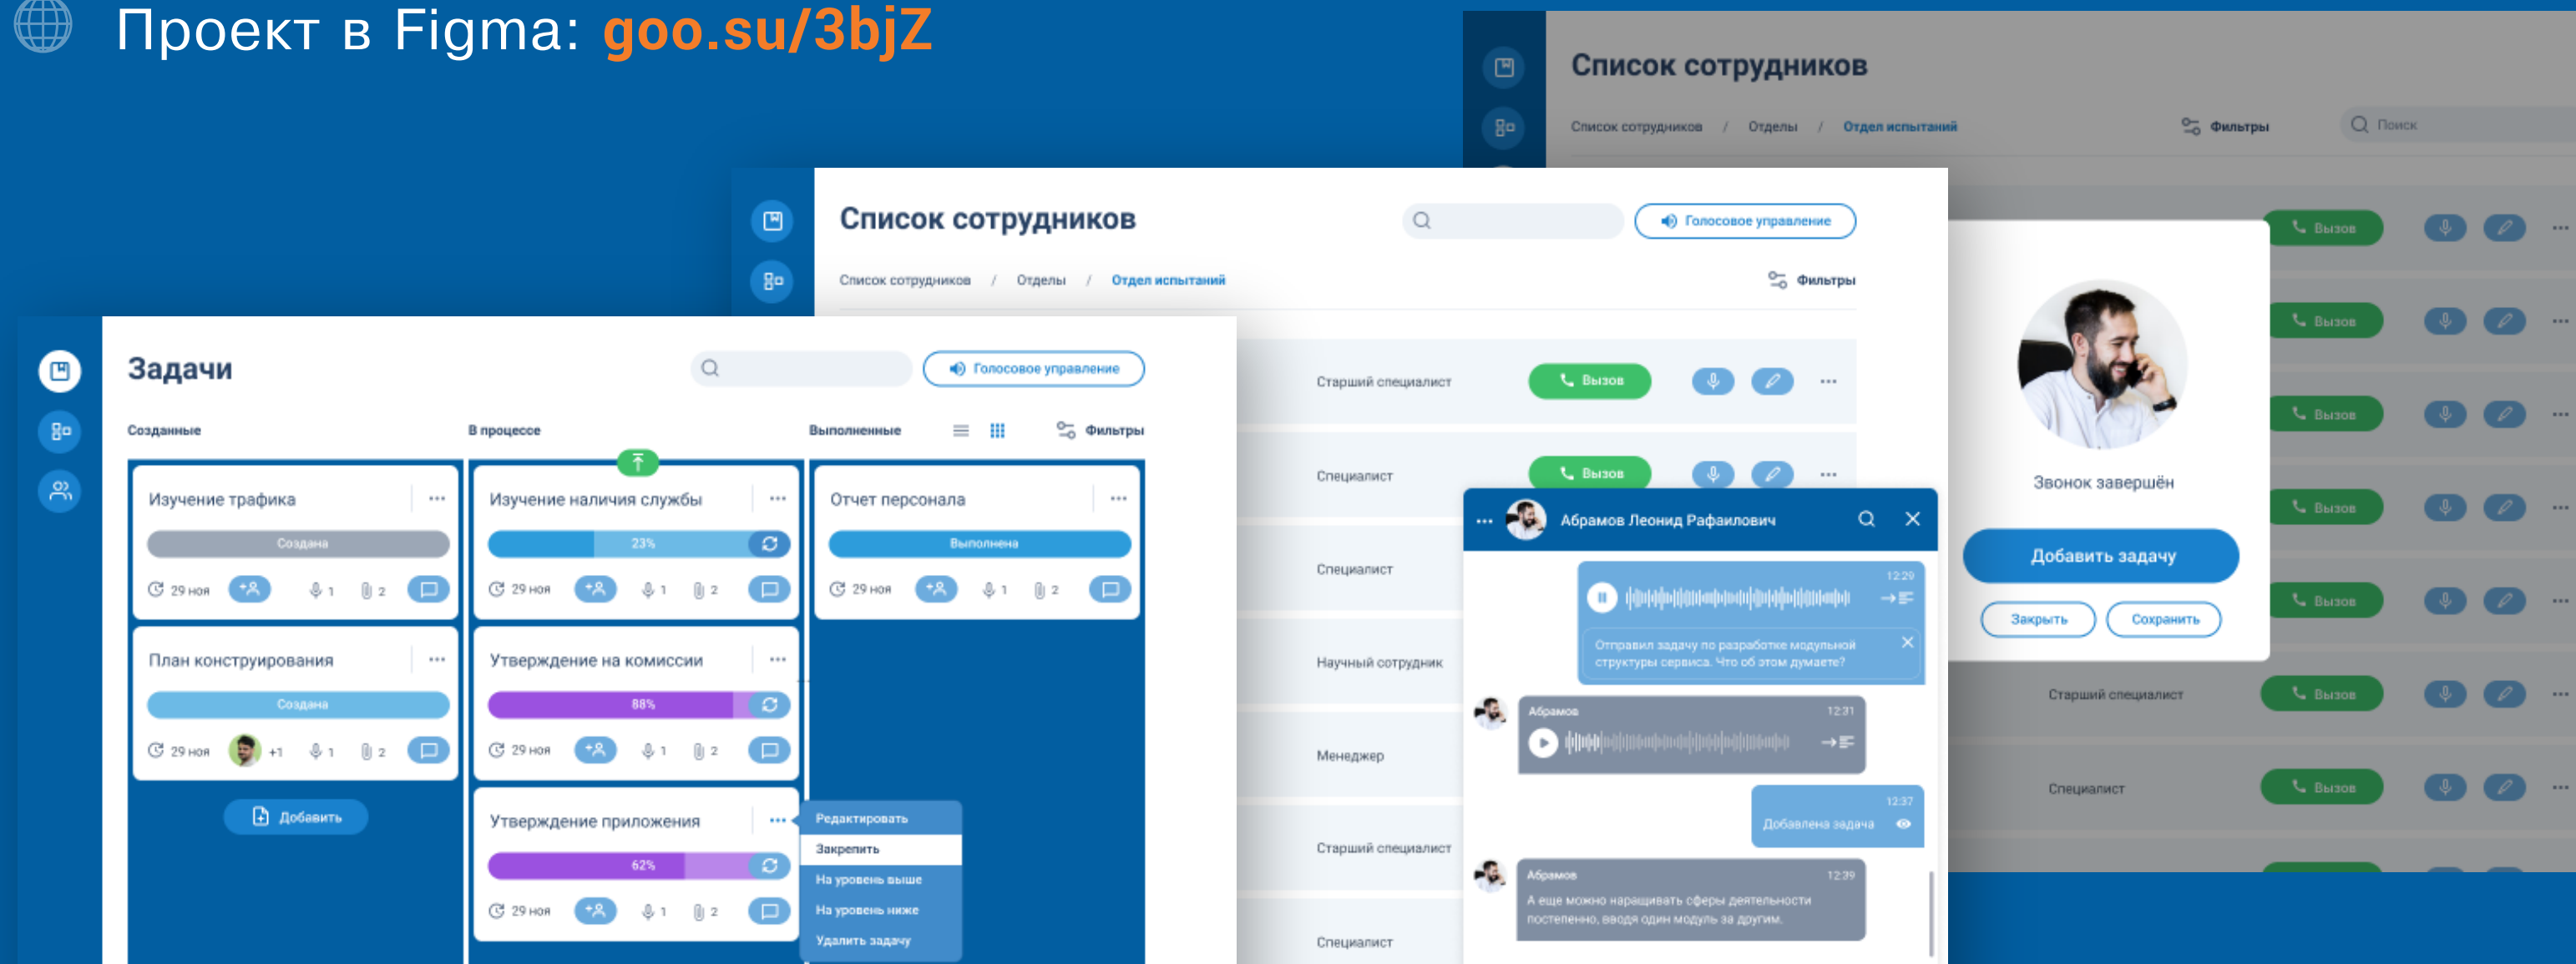 Проект в Figma: goo.su/3bjZ
Список сотрудников
Список сотрудников / Отделы / Отдел испытаний
Фильтры
Поиск
Вызов
Вызов
Вызов
Вызов
Вызов
Старший специалист
Вызов
Специалист
Вызов
Звонок завершён
Добавить задачу
Закрыть
Сохранить
Список сотрудников
Голосовое управление
Список сотрудников / Отделы / Отдел испытаний
Фильтры
Старший специалист
Вызов
Специалист
Вызов
Специалист
Научный сотрудник
Менеджер
Старший специалист
Специалист
Абрамов Леонид Рафаилович
12:29
Отправил задачу по разработке модульной
структуры сервиса. Что об этом думаете?
Абрамов
12:31
12:37
Добавлена задача
Абрамов
12:39
А еще можно наращивать сферы деятельности
постепенно, вводя один модуль за другим.
Задачи
Голосовое управление
Созданные
В процессе
Выполненные
Фильтры
Изучение трафика
Создана
29 ноя
1
2
План конструирования
Создана
29 ноя
+1
1
2
Добавить
Изучение наличия службы
23%
29 ноя
1
2
Утверждение на комиссии
88%
29 ноя
1
2
Утверждение приложения
62%
29 ноя
1
2
Редактировать
Закрепить
На уровень выше
На уровень ниже
Удалить задачу
Отчет персонала
Выполнена
29 ноя
1
2